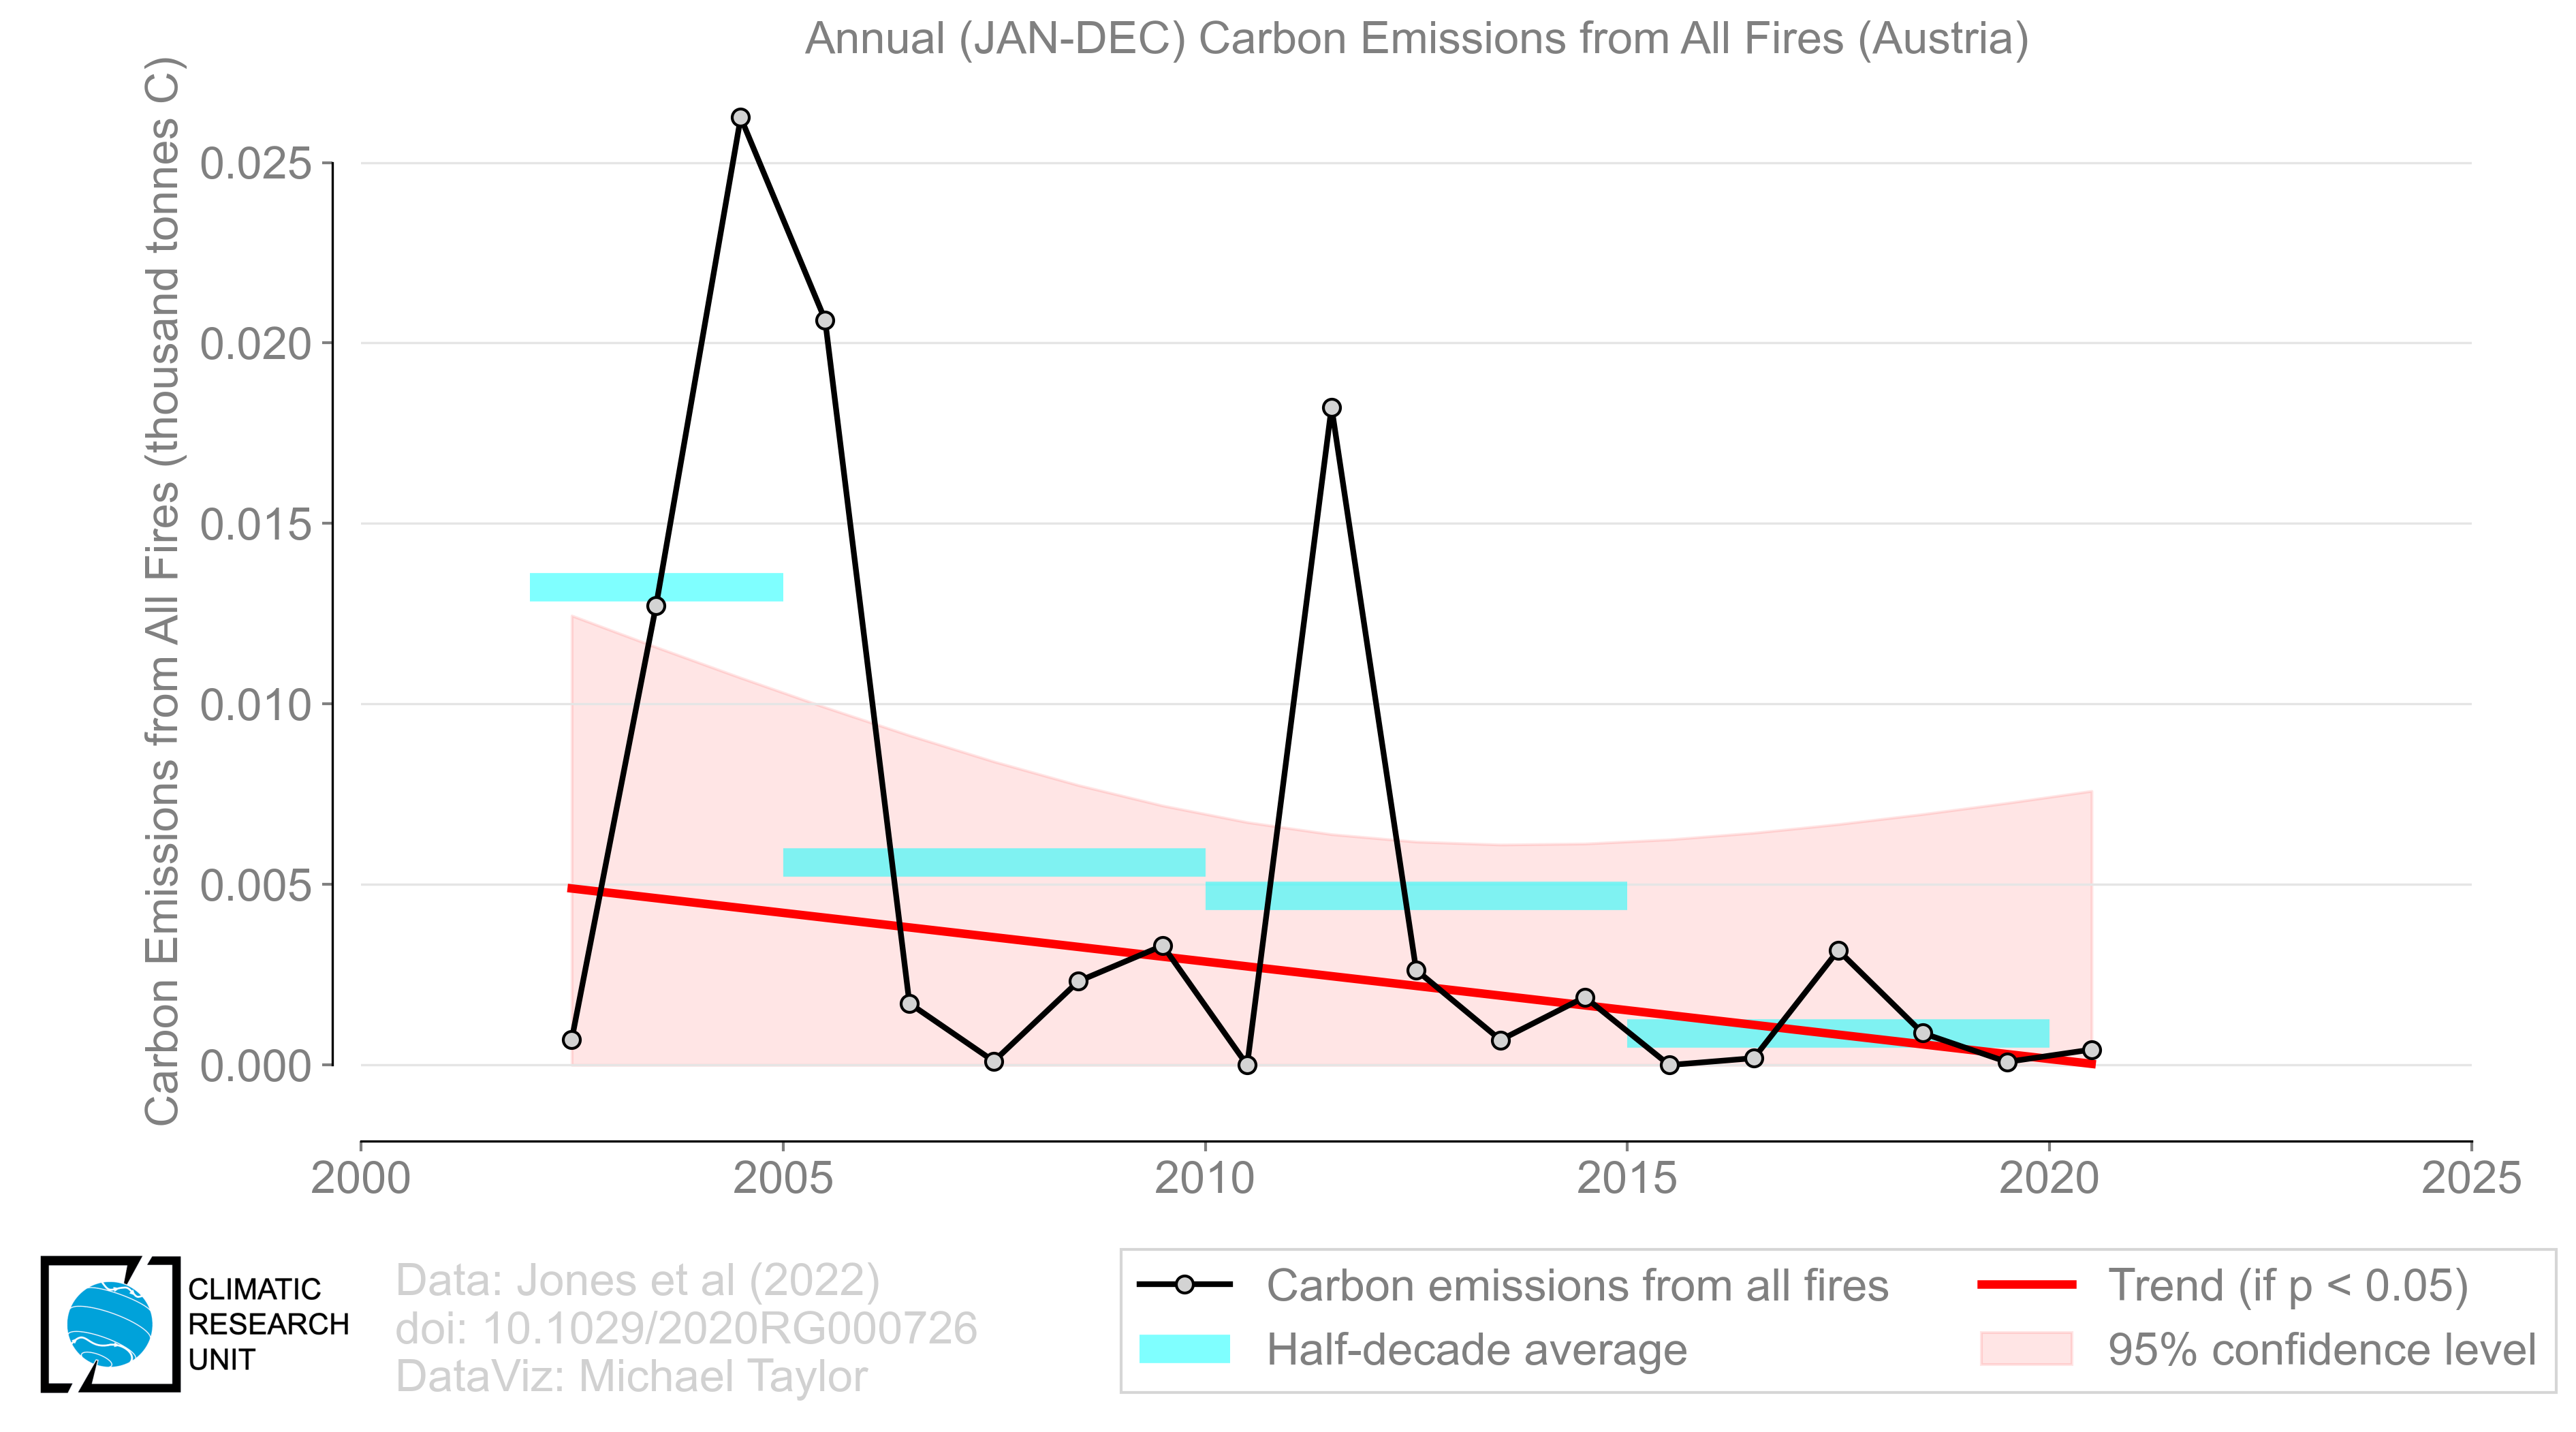 Annual (JAN-DEC) Carbon Emissions from All Fires (Austria)
Carbon Emissions from All Fires (thousand tonnes C)
0.025
0.020
0.015
0.010
0.005
0.000
2000
2005
2010
2015
2020
2025
CLIMATIC
RESEARCH
UNIT
Data: Jones et al (2022)
doi: 10.1029/2020RG000726
DataViz: Michael Taylor
Carbon emissions from all fires
Half-decade average
Trend (if p < 0.05)
95% confidence level